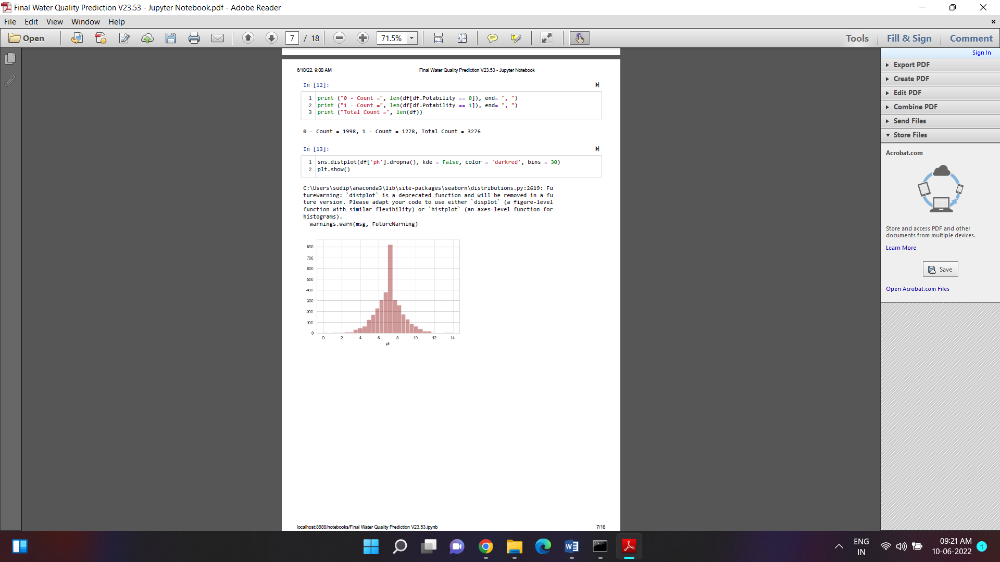 Final Water Quality Prediction V23.53 - Jupyter Notebook.pdf - Adobe Reader
File Edit View Window Help
Open 7 / 18 71.5% Tools Fill & Sign Comment
Sign In
Export PDF
Create PDF
Edit PDF
Combine PDF
Send Files
Store Files
Acrobat.com
Store and access PDF and other
documents from multiple devices.
Learn More
Save
Open Acrobat.com Files
6/10/22, 9:00 AM Final Water Quality Prediction V23.53 - Jupyter Notebook
In [12]:
1 print ("0 - Count =", len(df[df.Potability == 0]), end= ", ")
2 print ("1 - Count =", len(df[df.Potability == 1]), end= ", ")
3 print ("Total Count =", len(df))
0 - Count = 1998, 1 - Count = 1278, Total Count = 3276
In [13]:
1 sns.distplot(df['ph'].dropna(), kde = False, color = 'darkred', bins = 30)
2 plt.show()
C:\Users\sudip\anaconda3\lib\site-packages\seaborn\distributions.py:2619: Fu
tureWarning: `distplot` is a deprecated function and will be removed in a fu
ture version. Please adapt your code to use either `displot` (a figure-level
function with similar flexibility) or `histplot` (an axes-level function for
histograms).
warnings.warn(msg, FutureWarning)
800
700
600
500
400
300
200
100
0
0 2 4 6 8 10 12 14
ph
localhost:8888/notebooks/Final Water Quality Prediction V23.53.ipynb 7/18
ENG
IN
09:21 AM
10-06-2022
1